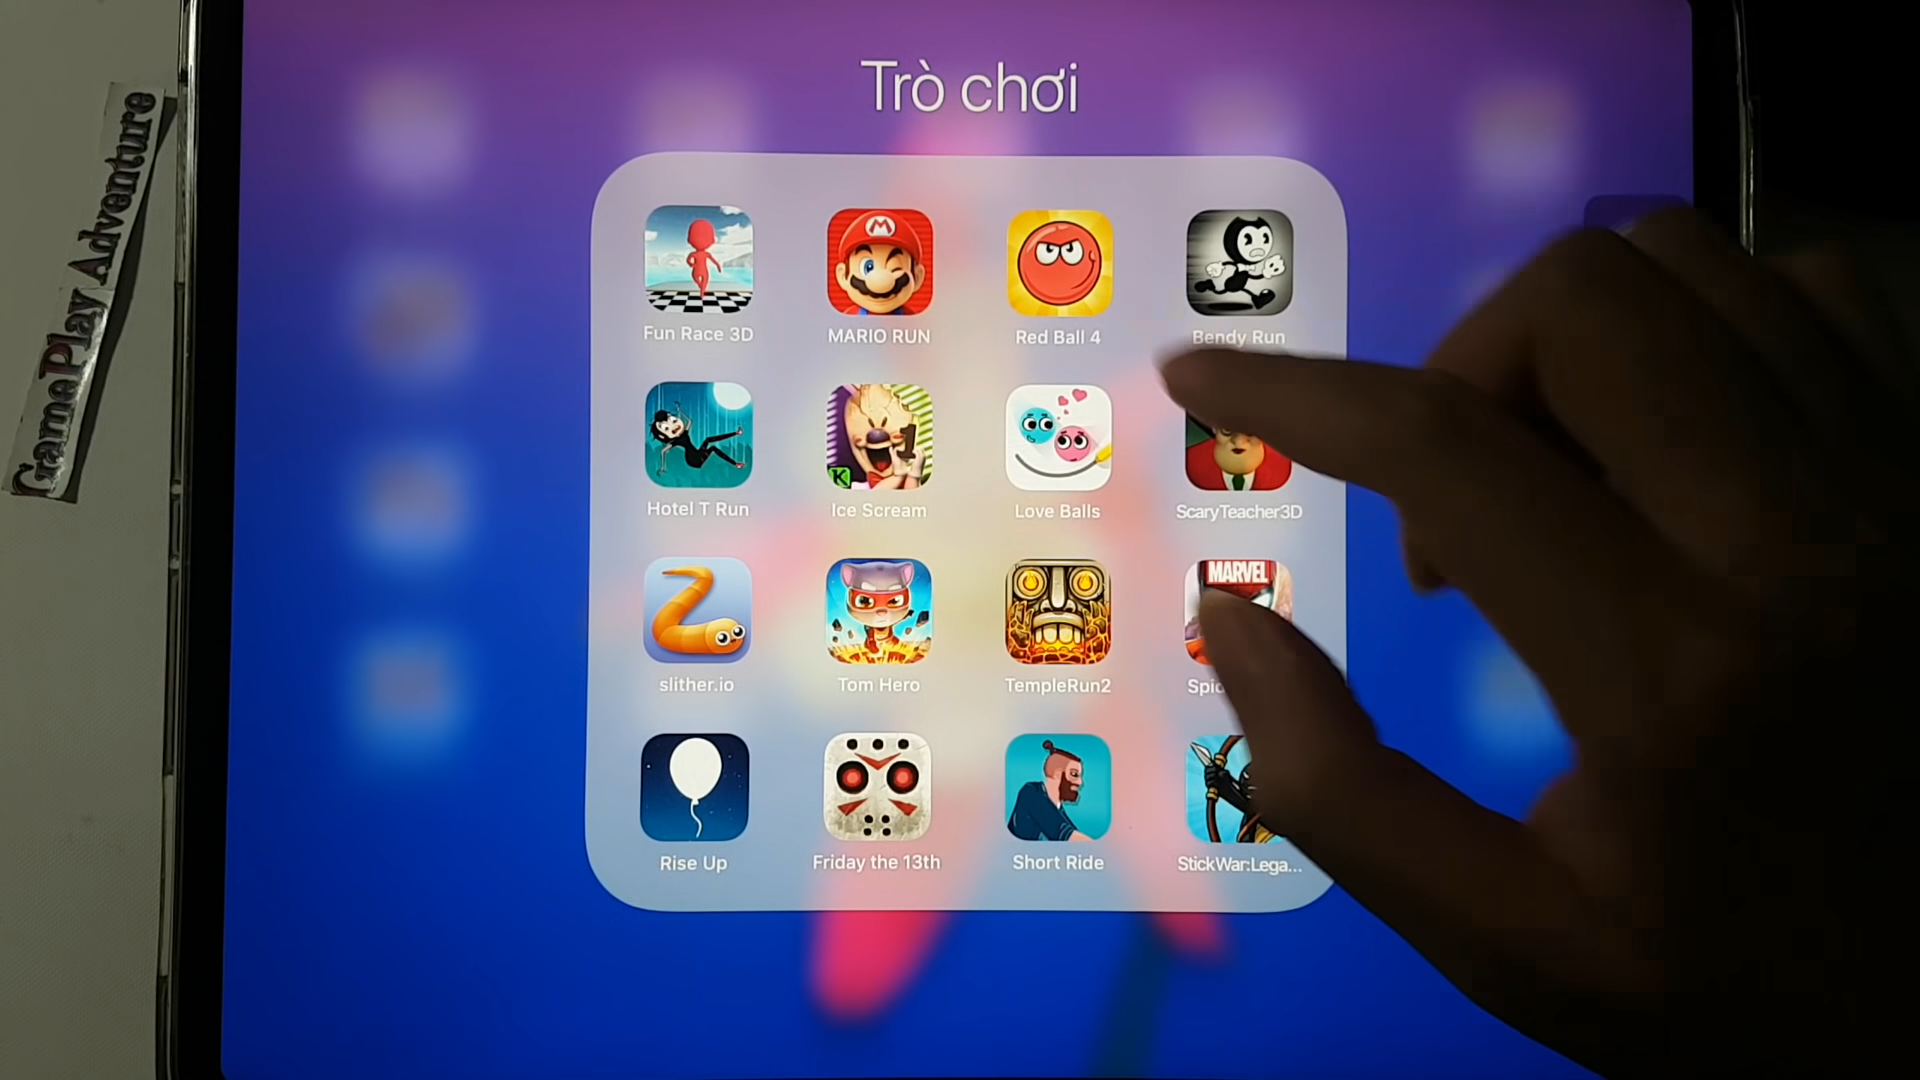 GamePlay Adventure
Trò chơi
Fun Race 3D
MARIO RUN
Red Ball 4
Bendy Run
Hotel T Run
Ice Scream
Love Balls
ScaryTeacher3D
MARVEL
slither.io
Tom Hero
TempleRun2
Rise Up
Friday the 13th
Short Ride
StickWar:Lega...